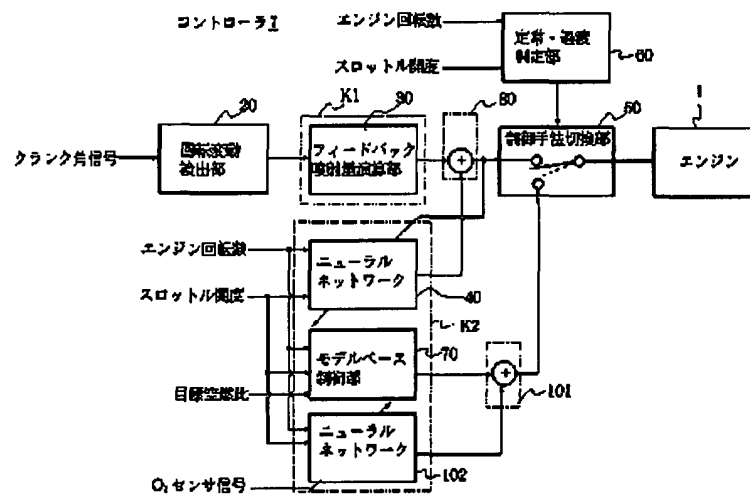 コントローラ7
エンジン回転数
スロットル開度
定常・過渡
判定部
60
K1
20
30
80
50
1
クランク角信号
回転変動
検出部
フィードバック
噴射量演算部
制御手法切換部
エンジン
エンジン回転数
スロットル開度
ニューラル
ネットワーク
40
K2
モデルベース
制御部
70
目標空燃比
101
ニューラル
ネットワーク
102
O₂センサ信号